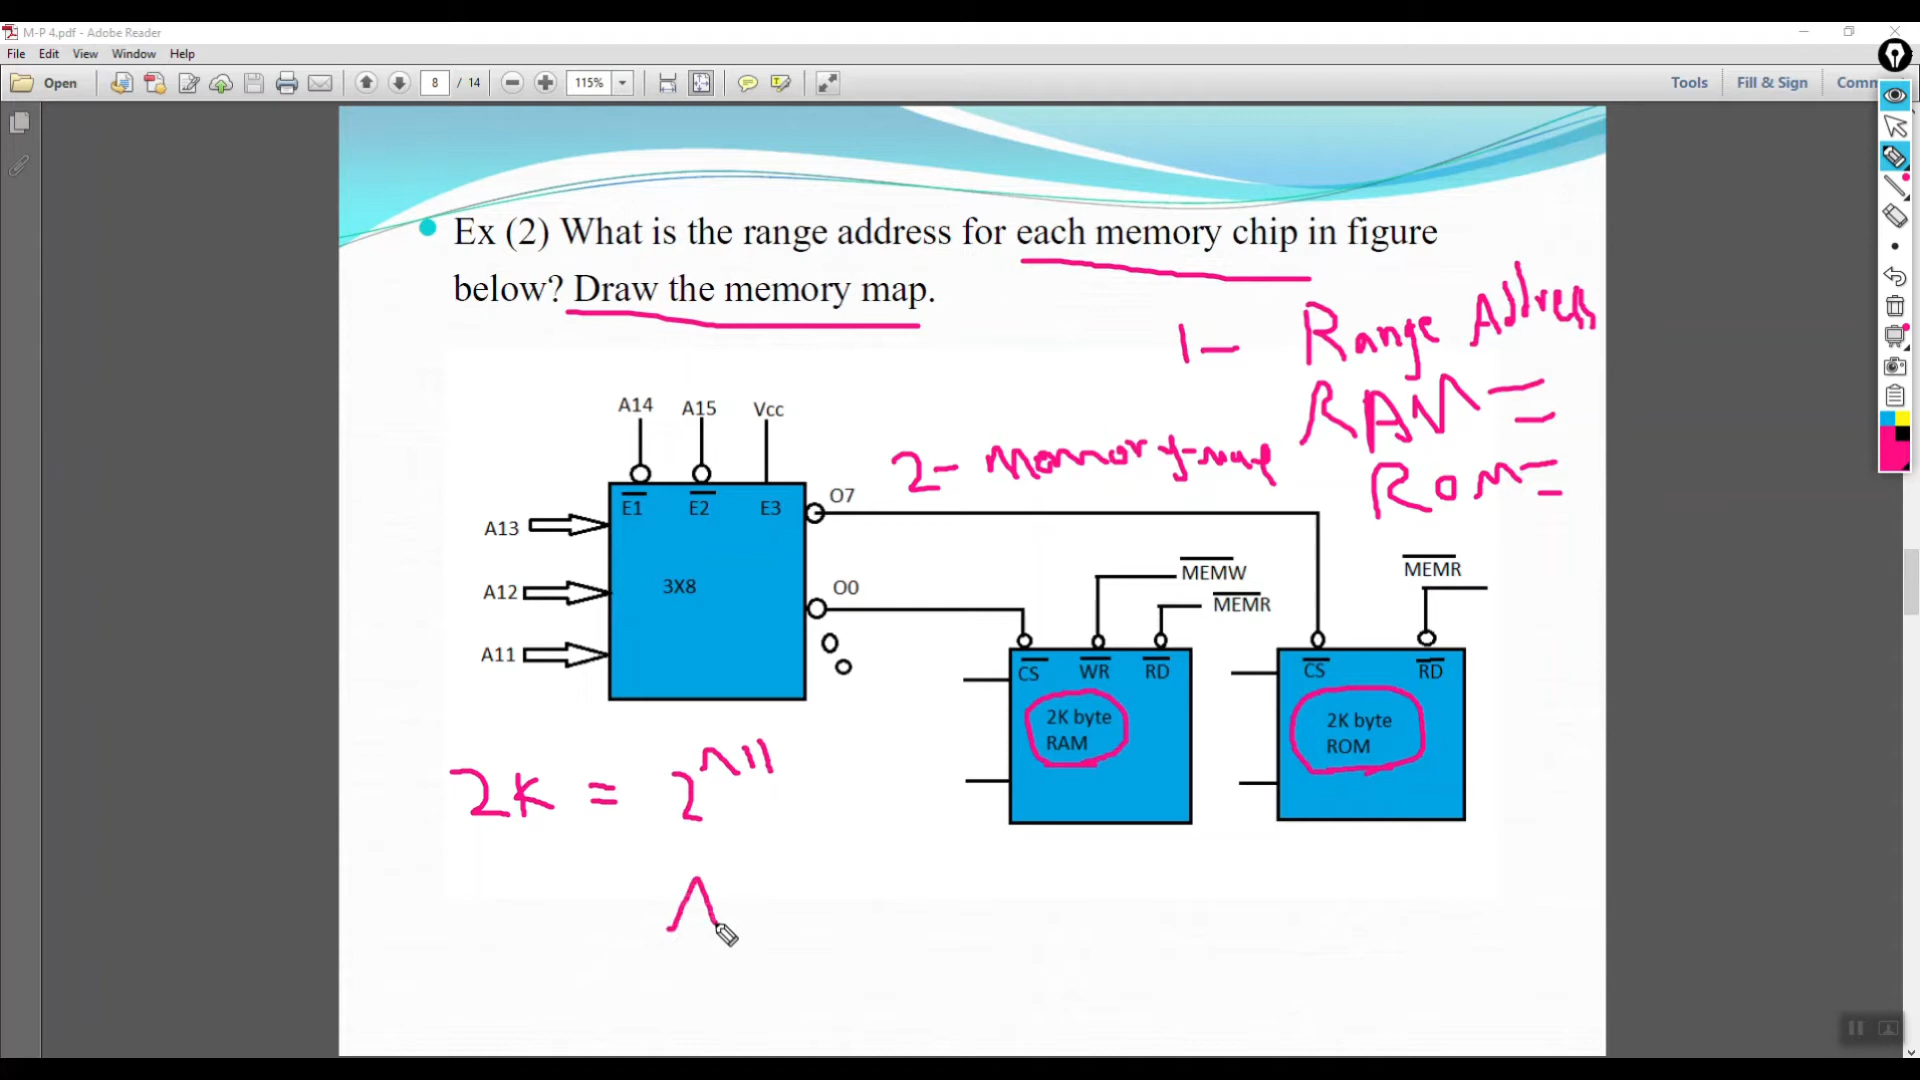 M-P 4.pdf - Adobe Reader
File Edit View Window Help
Open 8 / 14 115% Tools Fill & Sign Comm
Ex (2) What is the range address for each memory chip in figure
below? Draw the memory map.
1- Range Address
RAM =
ROM =
2- Memory-map
A14 A15 Vcc
E1 E2 E3
O7
A13
A12
A11
3X8
O0
MEMW
MEMR
MEMR
CS WR RD
2K byte
RAM
CS RD
2K byte
ROM
2K = 2^11
A